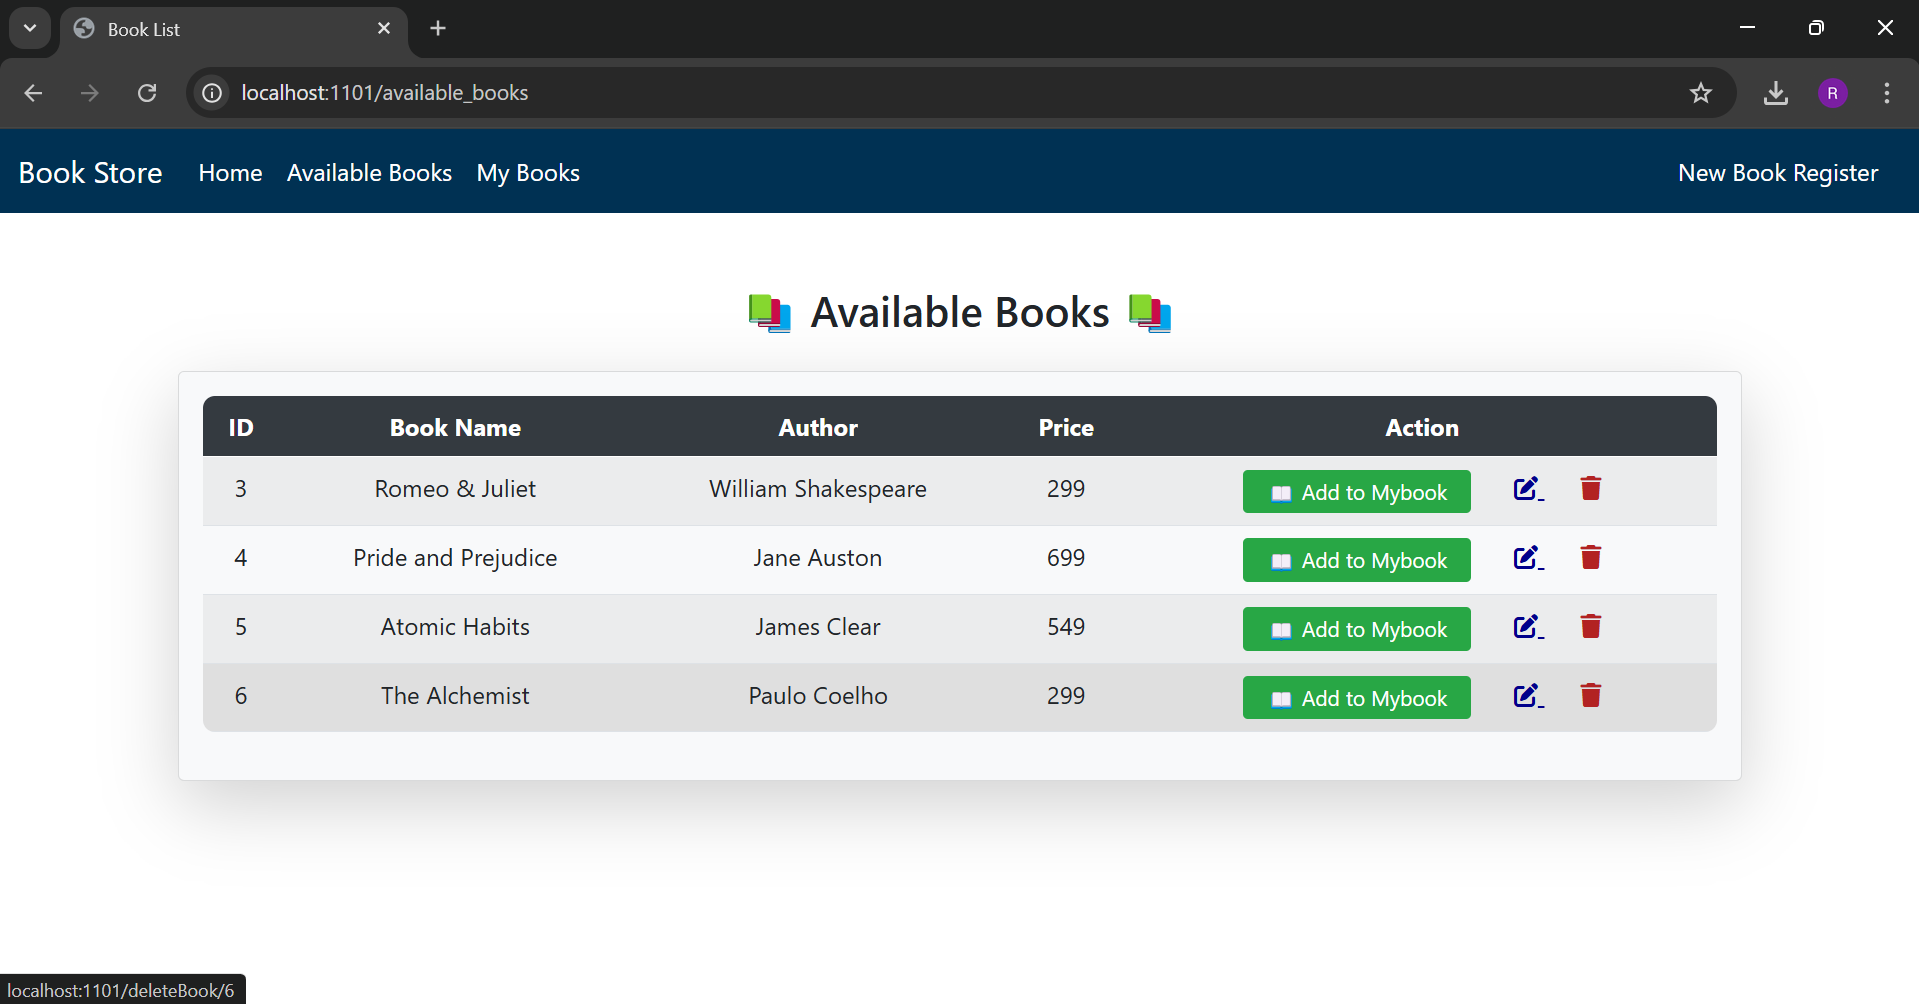 Book List
localhost:1101/available_books
R
Book Store Home Available Books My Books New Book Register
Available Books
ID Book Name Author Price Action
3 Romeo & Juliet William Shakespeare 299 Add to Mybook
4 Pride and Prejudice Jane Auston 699 Add to Mybook
5 Atomic Habits James Clear 549 Add to Mybook
6 The Alchemist Paulo Coelho 299 Add to Mybook
localhost:1101/deleteBook/6